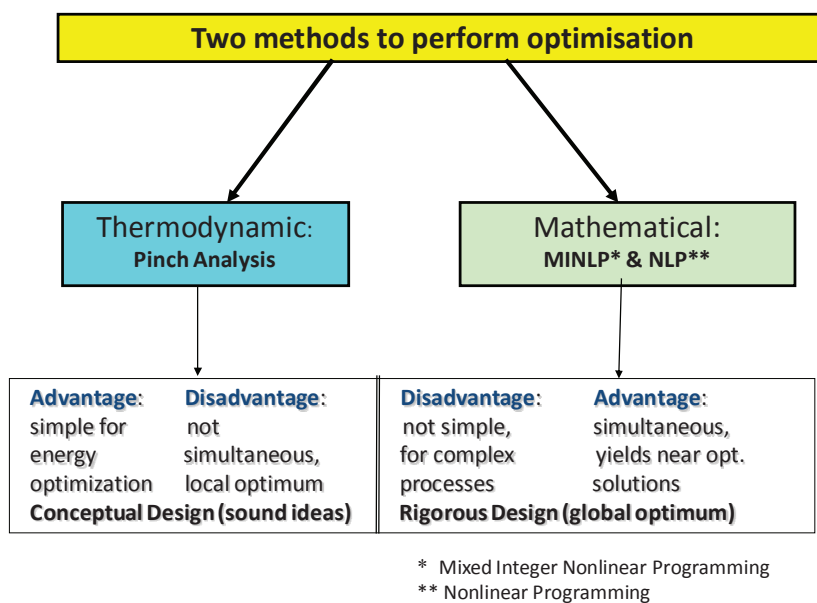 Two methods to perform optimisation
Thermodynamic:
Pinch Analysis
Mathematical:
MINLP* & NLP**
Advantage:
simple for
energy
optimization
Disadvantage:
not
simultaneous,
local optimum
Conceptual Design (sound ideas)
Disadvantage:
not simple,
for complex
processes
Advantage:
simultaneous,
yields near opt.
solutions
Rigorous Design (global optimum)
* Mixed Integer Nonlinear Programming
** Nonlinear Programming